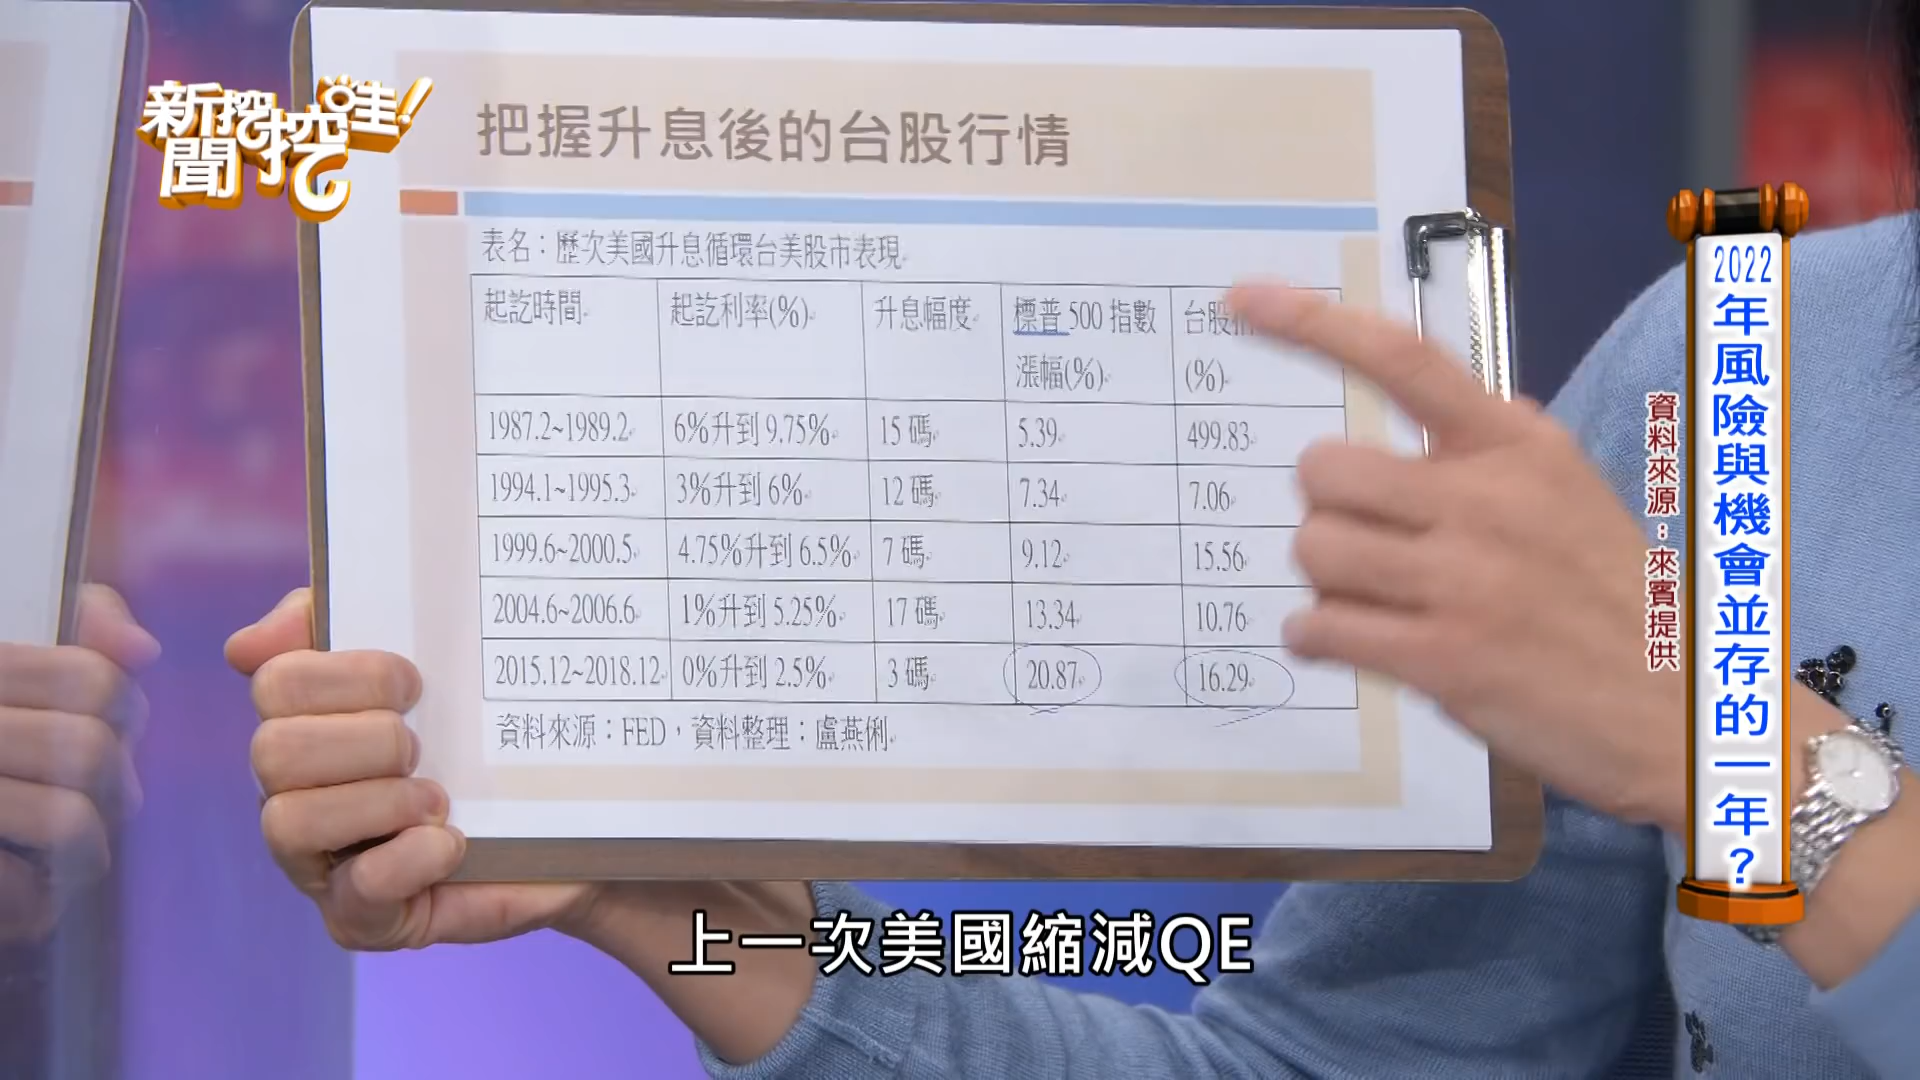 新聞挖挖哇!
把握升息後的台股行情
表名：歷次美國升息循環台美股市表現
起訖時間 起訖利率(%) 升息幅度 標普500指數漲幅(%) 台股 (%)
1987.2~1989.2 6%升到9.75% 15碼 5.39 499.83
1994.1~1995.3 3%升到6% 12碼 7.34 7.06
1999.6~2000.5 4.75%升到6.5% 7碼 9.12 15.56
2004.6~2006.6 1%升到5.25% 17碼 13.34 10.76
2015.12~2018.12 0%升到2.5% 3碼 20.87 16.29
資料來源：FED，資料整理：盧燕俐
2022年風險與機會並存的一年？
資料來源：來賓提供
上一次美國縮減QE